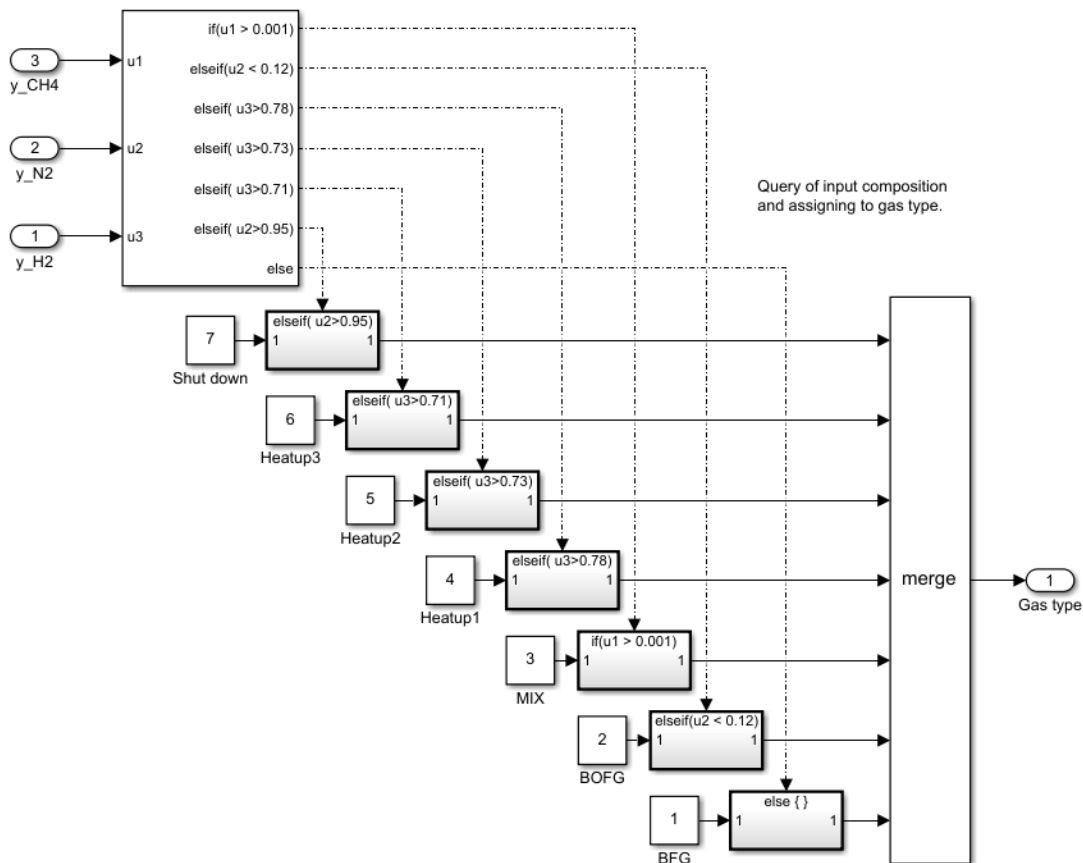 if(u1 > 0.001)
3
u1
y_CH4
elseif(u2 < 0.12)
elseif( u3>0.78)
2
u2
y_N2
elseif( u3>0.73)
elseif( u3>0.71)
Query of input composition
and assigning to gas type.
1
u3
y_H2
elseif( u2>0.95)
else
7
Shut down
elseif( u2>0.95)
1 1
6
Heatup3
elseif( u3>0.71)
1 1
5
Heatup2
elseif( u3>0.73)
1 1
4
Heatup1
elseif( u3>0.78)
1 1
merge
1
Gas type
3
MIX
if(u1 > 0.001)
1 1
2
BOFG
elseif(u2 < 0.12)
1 1
1
BFG
else { }
1 1